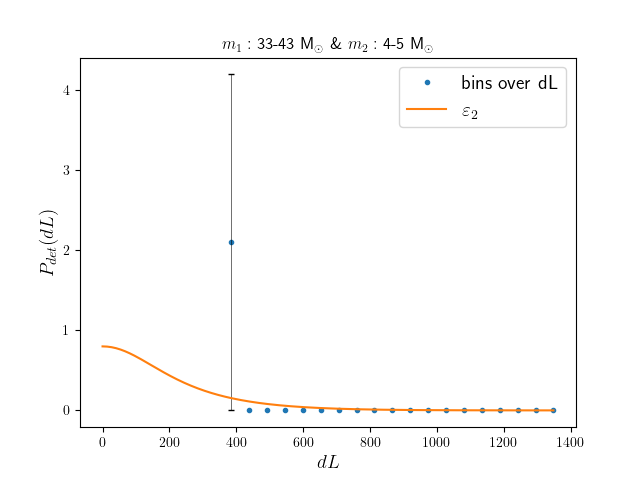 m₁ : 33-43 M⊙ & m₂ : 4-5 M⊙
bins over dL
ε₂
P_det(dL)
4
3
2
1
0
0 200 400 600 800 1000 1200 1400
dL